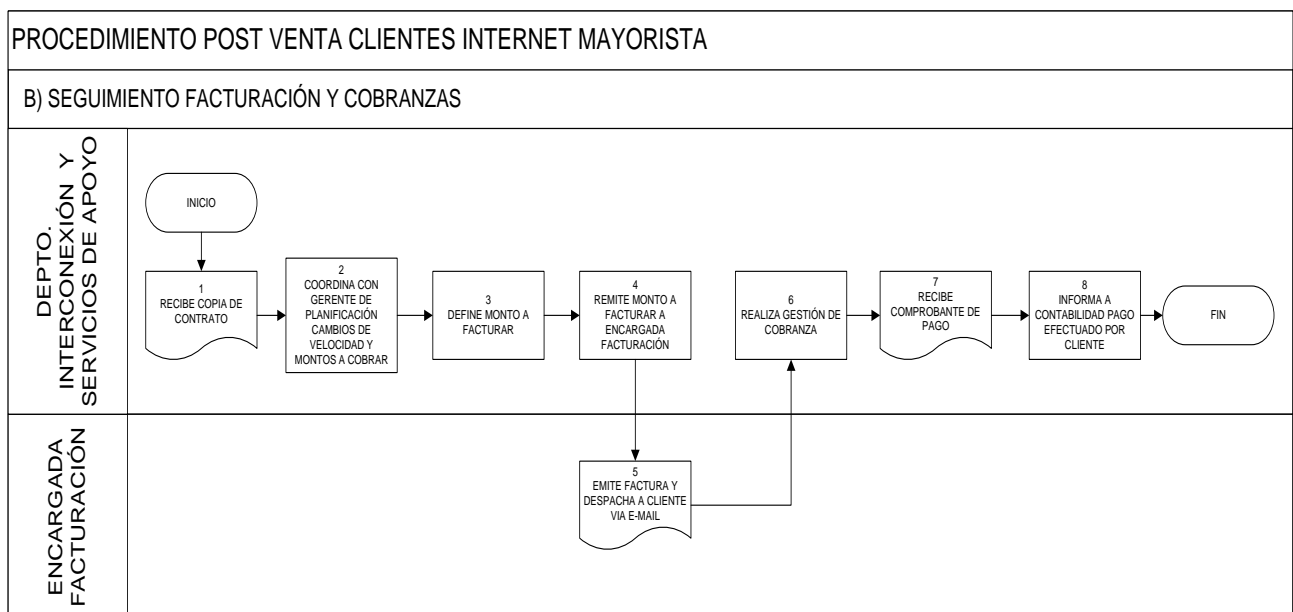 PROCEDIMIENTO POST VENTA CLIENTES INTERNET MAYORISTA
B) SEGUIMIENTO FACTURACIÓN Y COBRANZAS
DEPTO.
INTERCONEXIÓN Y
SERVICIOS DE APOYO
INICIO
1
RECIBE COPIA DE
CONTRATO
2
COORDINA CON
GERENTE DE
PLANIFICACIÓN
CAMBIOS DE
VELOCIDAD Y
MONTOS A COBRAR
3
DEFINE MONTO A
FACTURAR
4
REMITE MONTO A
FACTURAR A
ENCARGADA
FACTURACIÓN
6
REALIZA GESTIÓN DE
COBRANZA
7
RECIBE
COMPROBANTE DE
PAGO
8
INFORMA A
CONTABILIDAD PAGO
EFECTUADO POR
CLIENTE
FIN
ENCARGADA
FACTURACIÓN
5
EMITE FACTURA Y
DESPACHA A CLIENTE
VIA E-MAIL